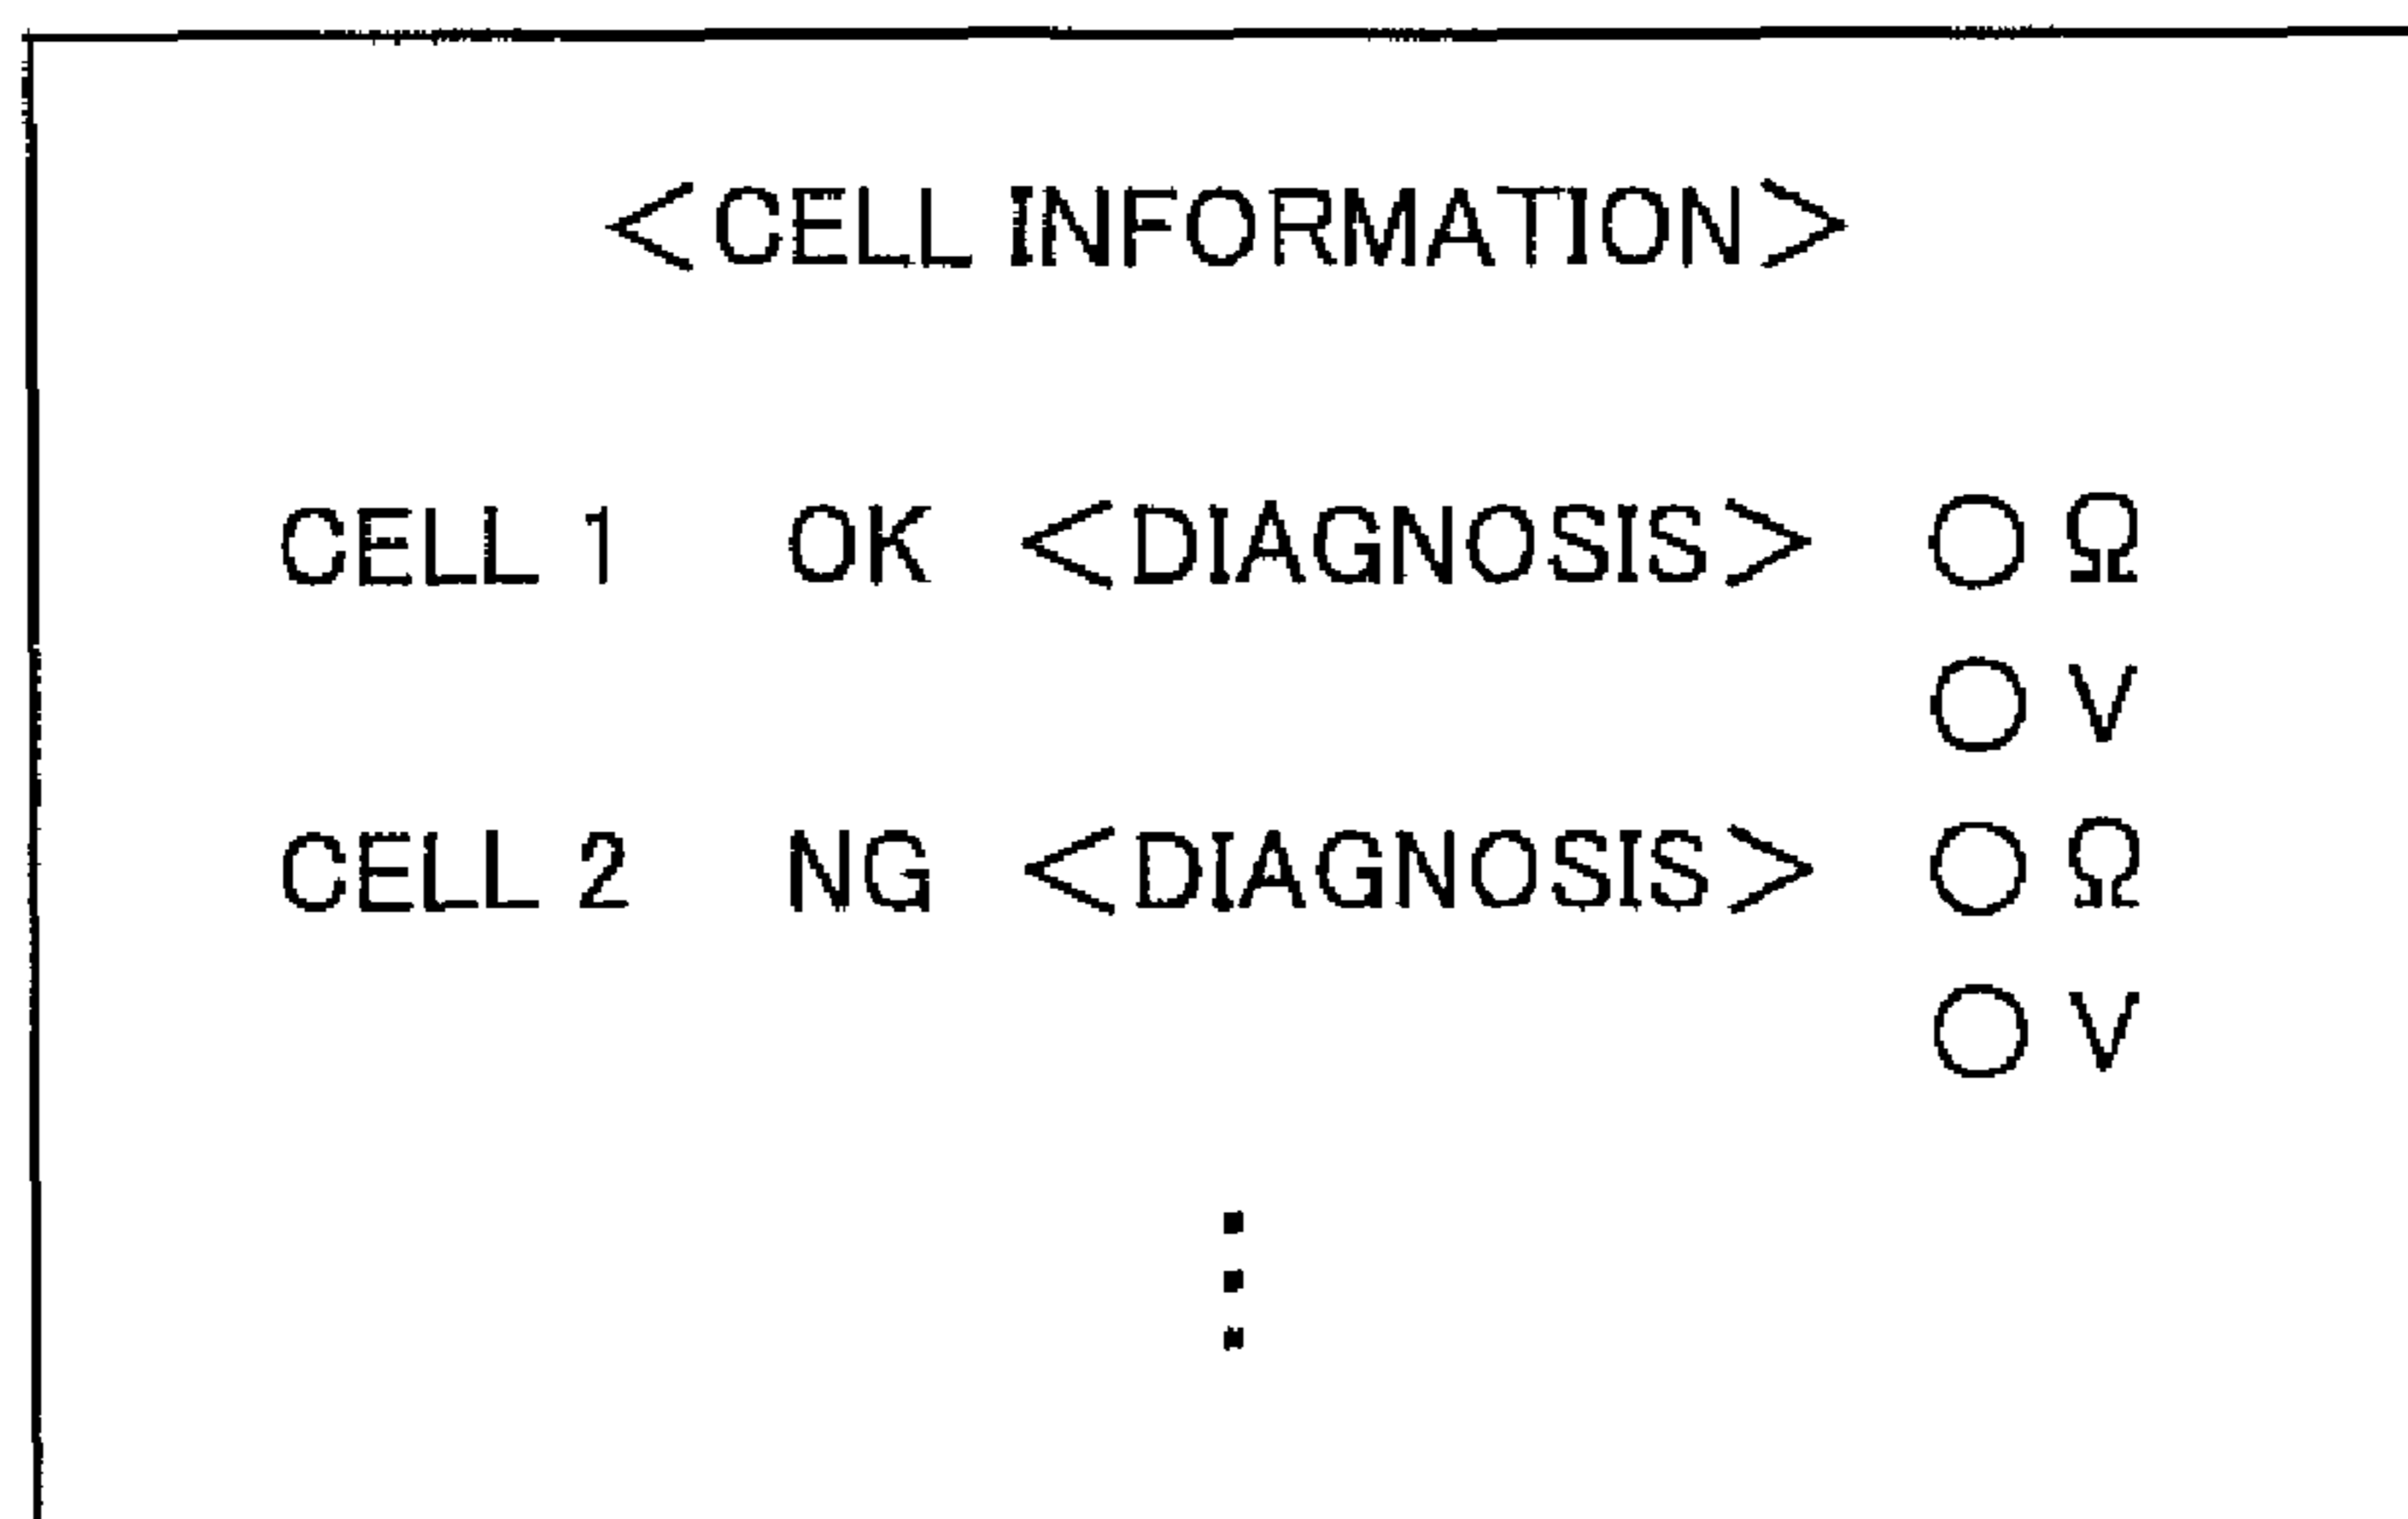 <CELL INFORMATION>
CELL 1 OK <DIAGNOSIS> ○ Ω
○ V
CELL 2 NG <DIAGNOSIS> ○ Ω
○ V
⋮